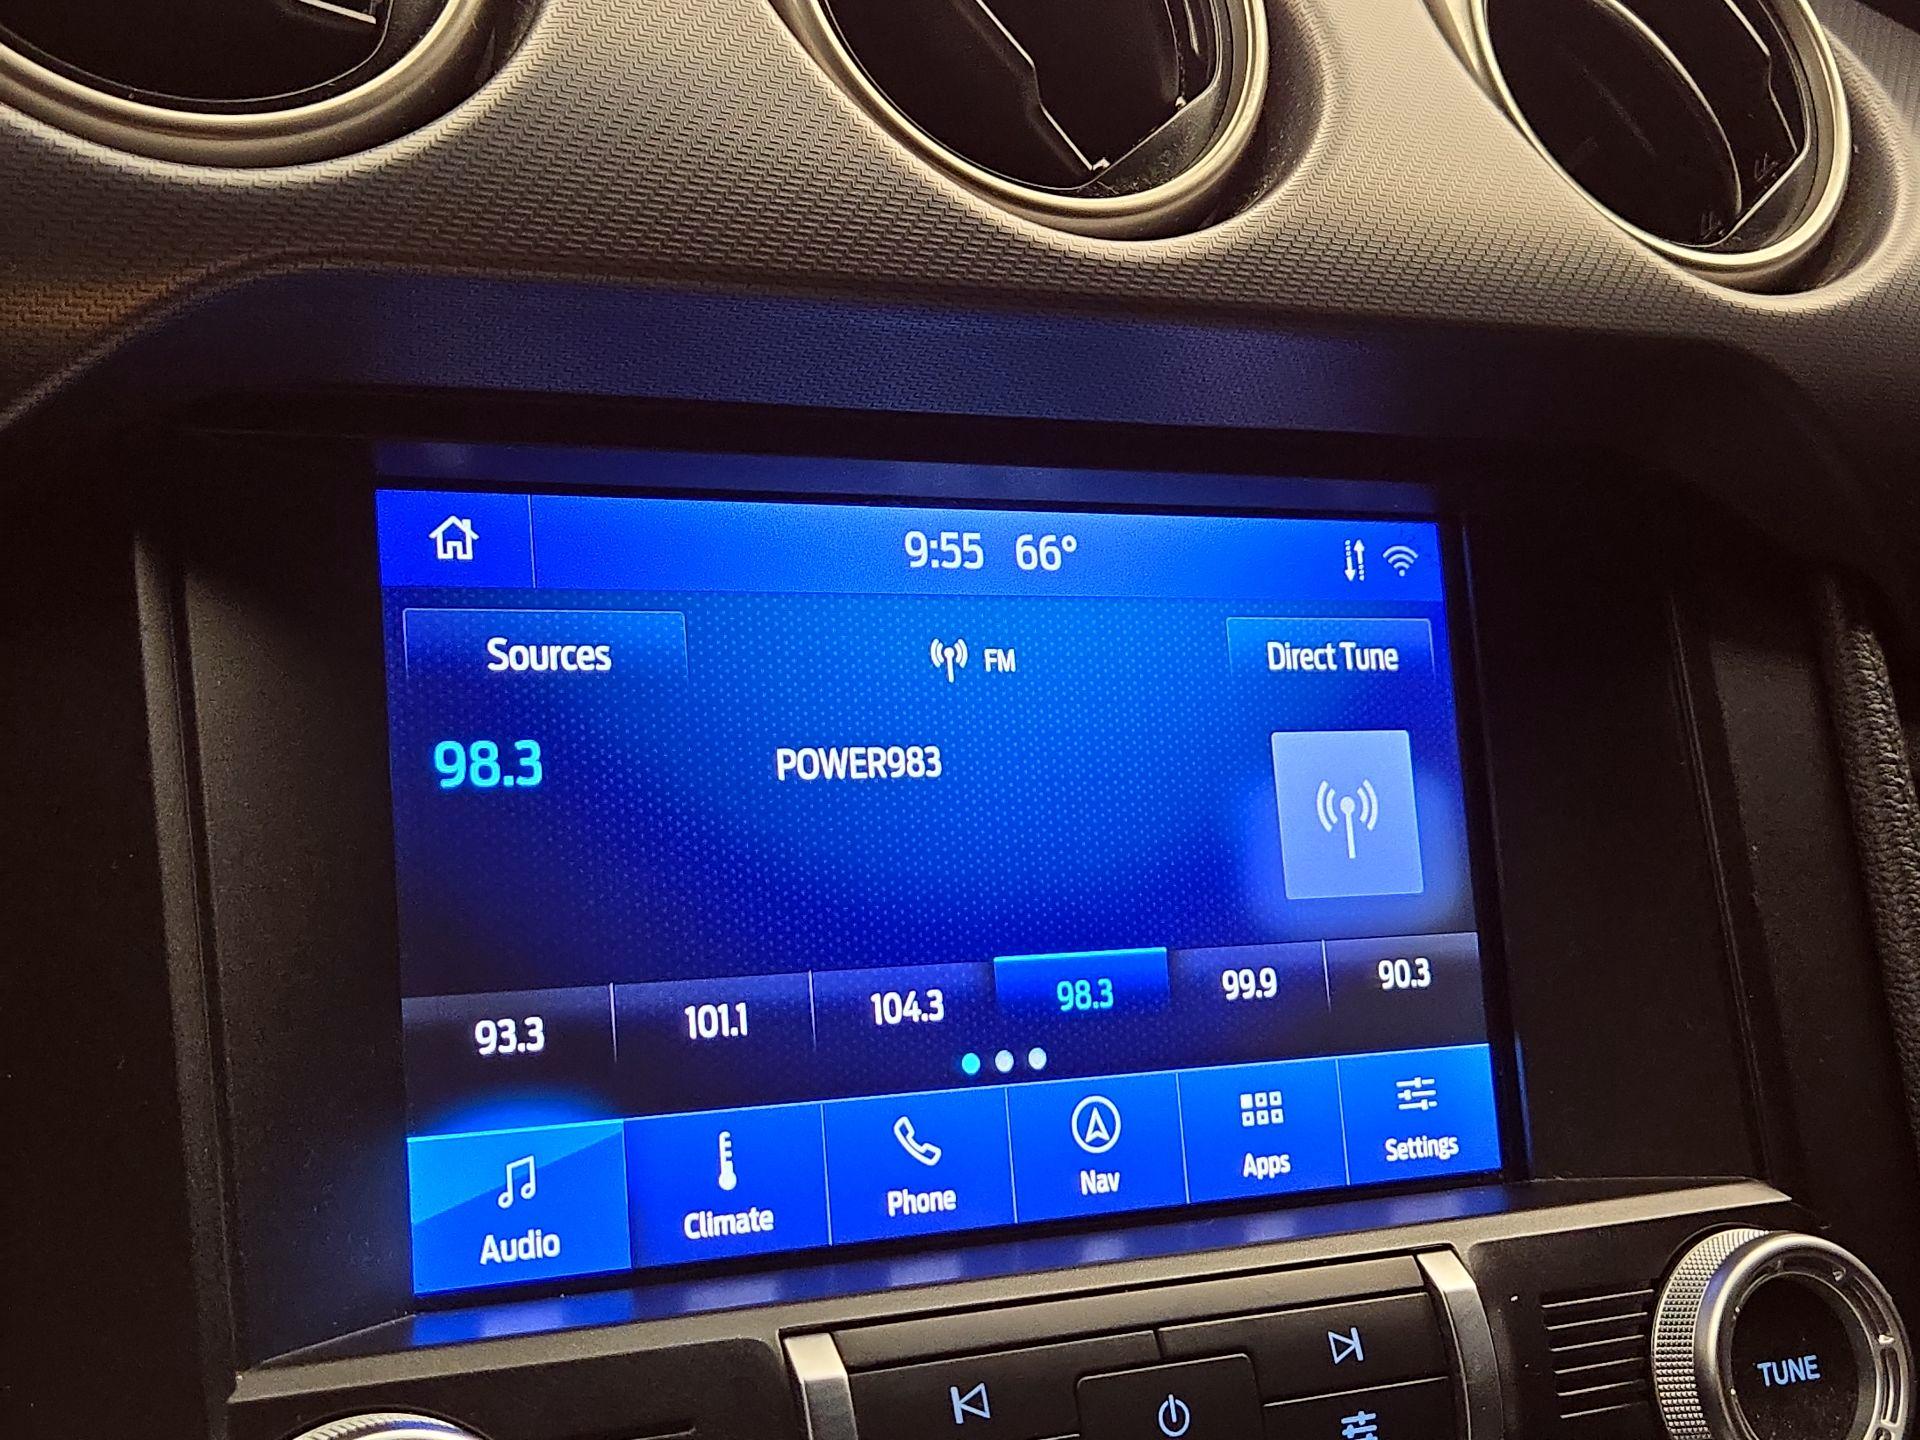 9:55 66°
Sources FM Direct Tune
98.3 POWER983
93.3 101.1 104.3 98.3 99.9 90.3
Audio Climate Phone Nav Apps Settings
TUNE